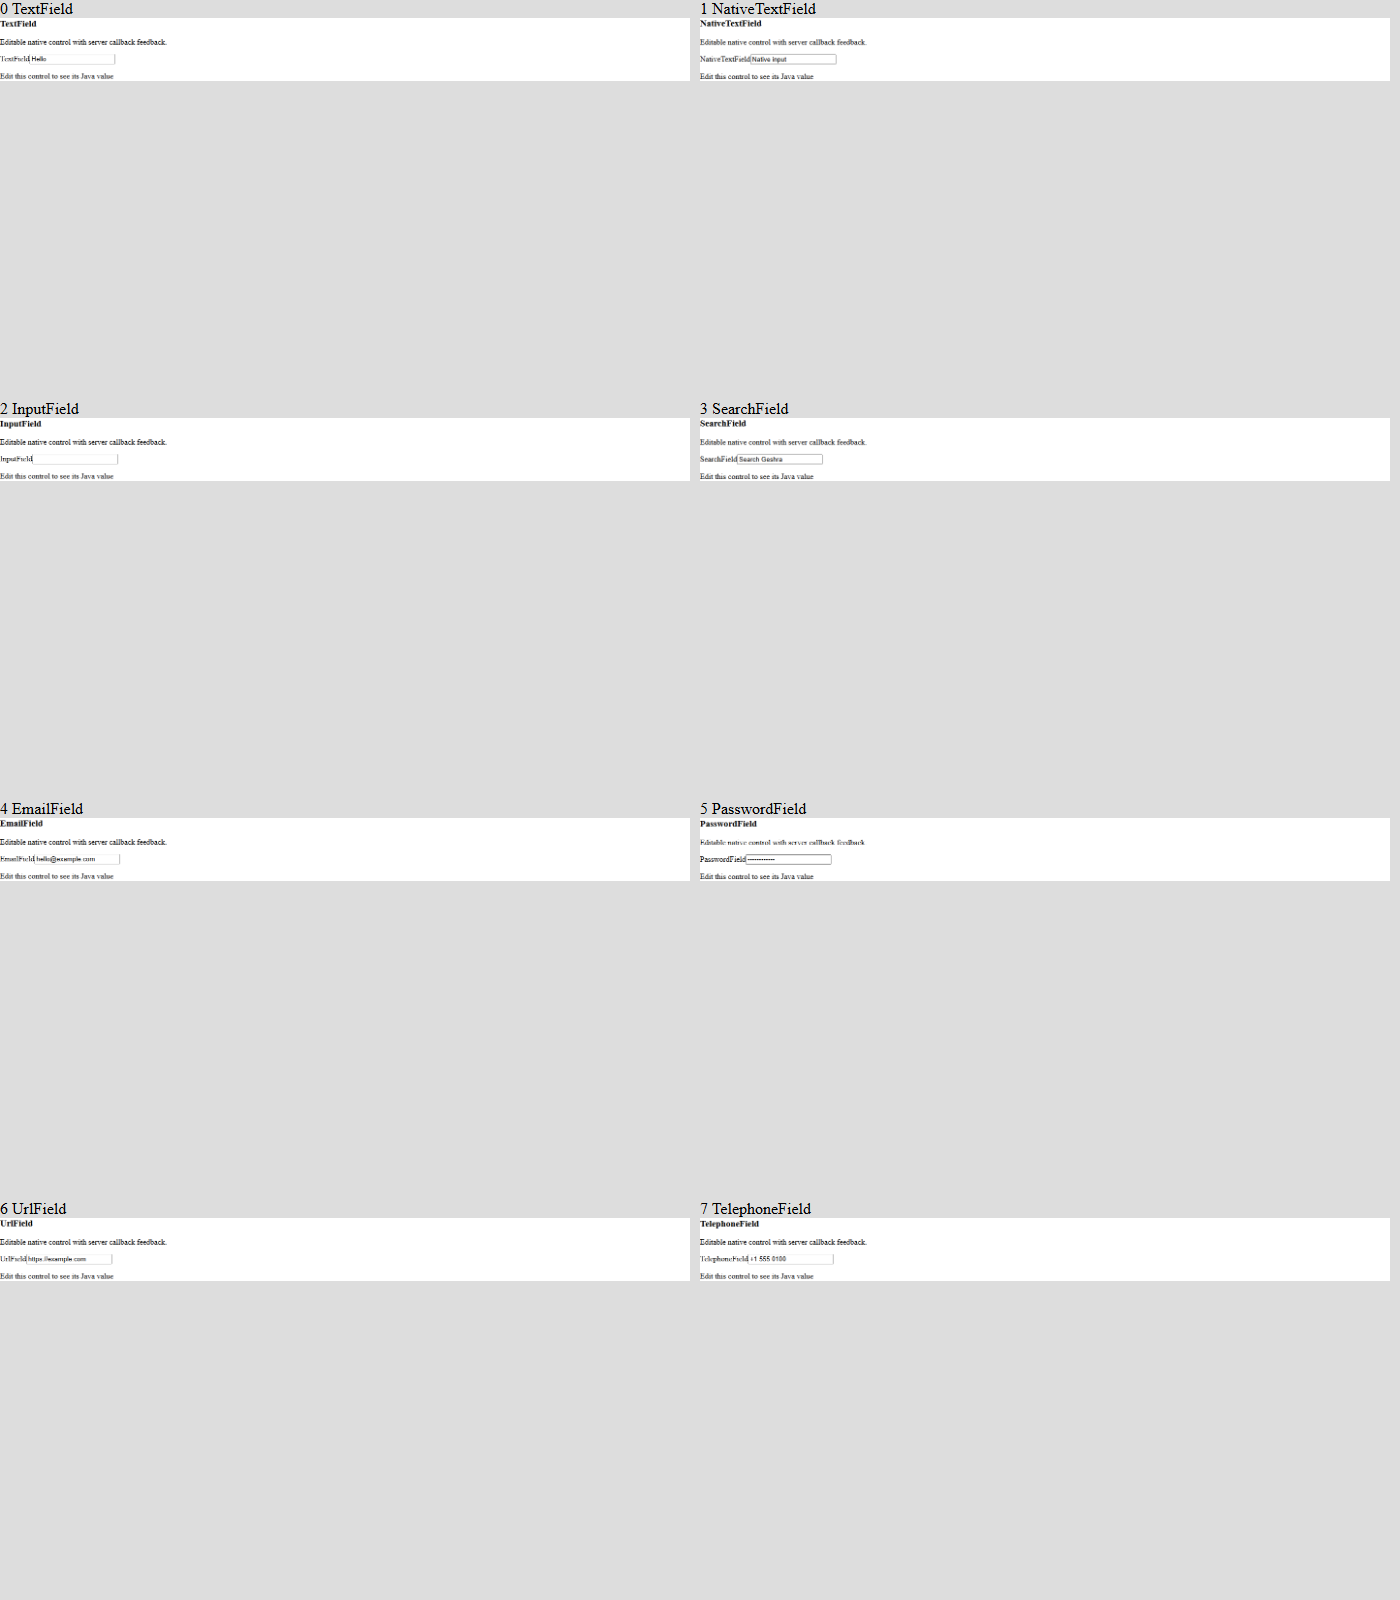 0 TextField
TextField
Editable native control with server callback feedback.
TextField Hello
Edit this control to see its Java value
1 NativeTextField
NativeTextField
Editable native control with server callback feedback.
NativeTextField Native input
Edit this control to see its Java value
2 InputField
InputField
Editable native control with server callback feedback.
InputField
Edit this control to see its Java value
3 SearchField
SearchField
Editable native control with server callback feedback.
SearchField Search Geshra
Edit this control to see its Java value
4 EmailField
EmailField
Editable native control with server callback feedback.
EmailField hello@example.com
Edit this control to see its Java value
5 PasswordField
PasswordField
Editable native control with server callback feedback.
PasswordField
Edit this control to see its Java value
6 UrlField
UrlField
Editable native control with server callback feedback.
UrlField https://example.com
Edit this control to see its Java value
7 TelephoneField
TelephoneField
Editable native control with server callback feedback.
TelephoneField +1 555 0100
Edit this control to see its Java value